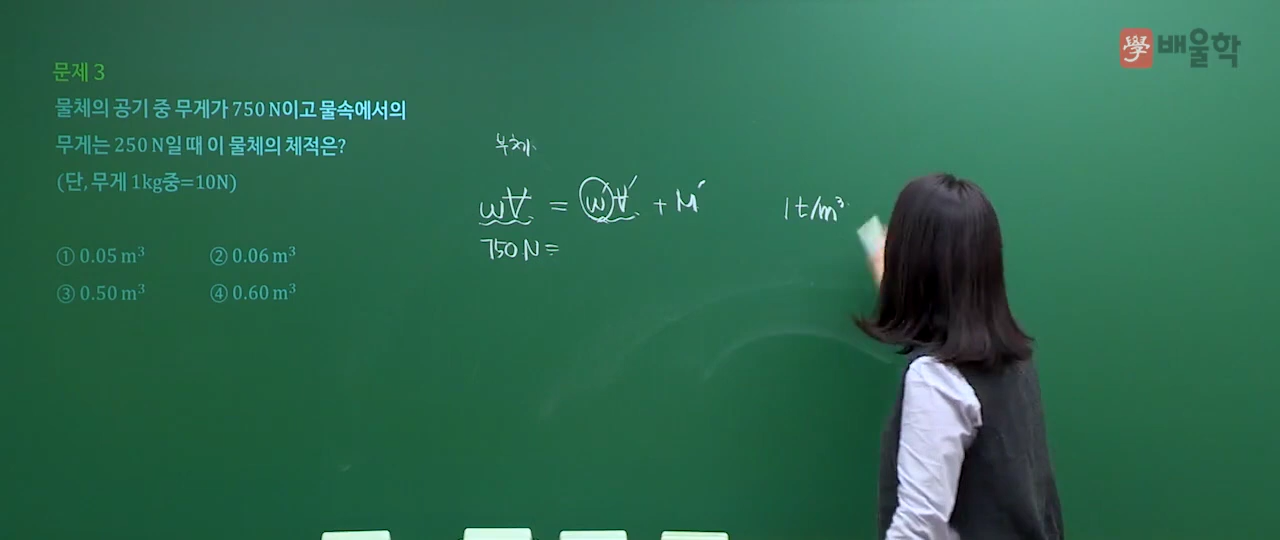 學 배울학
문제 3
물체의 공기 중 무게가 750 N이고 물속에서의
무게는 250 N일 때 이 물체의 체적은?
(단, 무게 1kg중=10N)
① 0.05 m³ ② 0.06 m³
③ 0.50 m³ ④ 0.60 m³
부체
wV = w'V' + M'
1t/m³
750N =